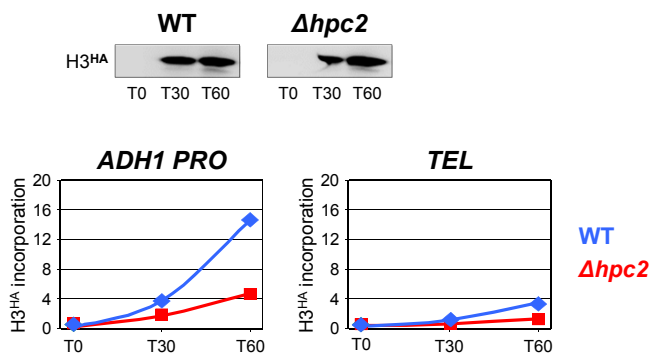 WT Δhpc2
H3HA
T0 T30 T60 T0 T30 T60
ADH1 PRO
H3HA incorporation
20
16
12
8
4
0
T0 T30 T60
TEL
H3HA incorporation
20
16
12
8
4
0
T0 T30 T60
WT
Δhpc2